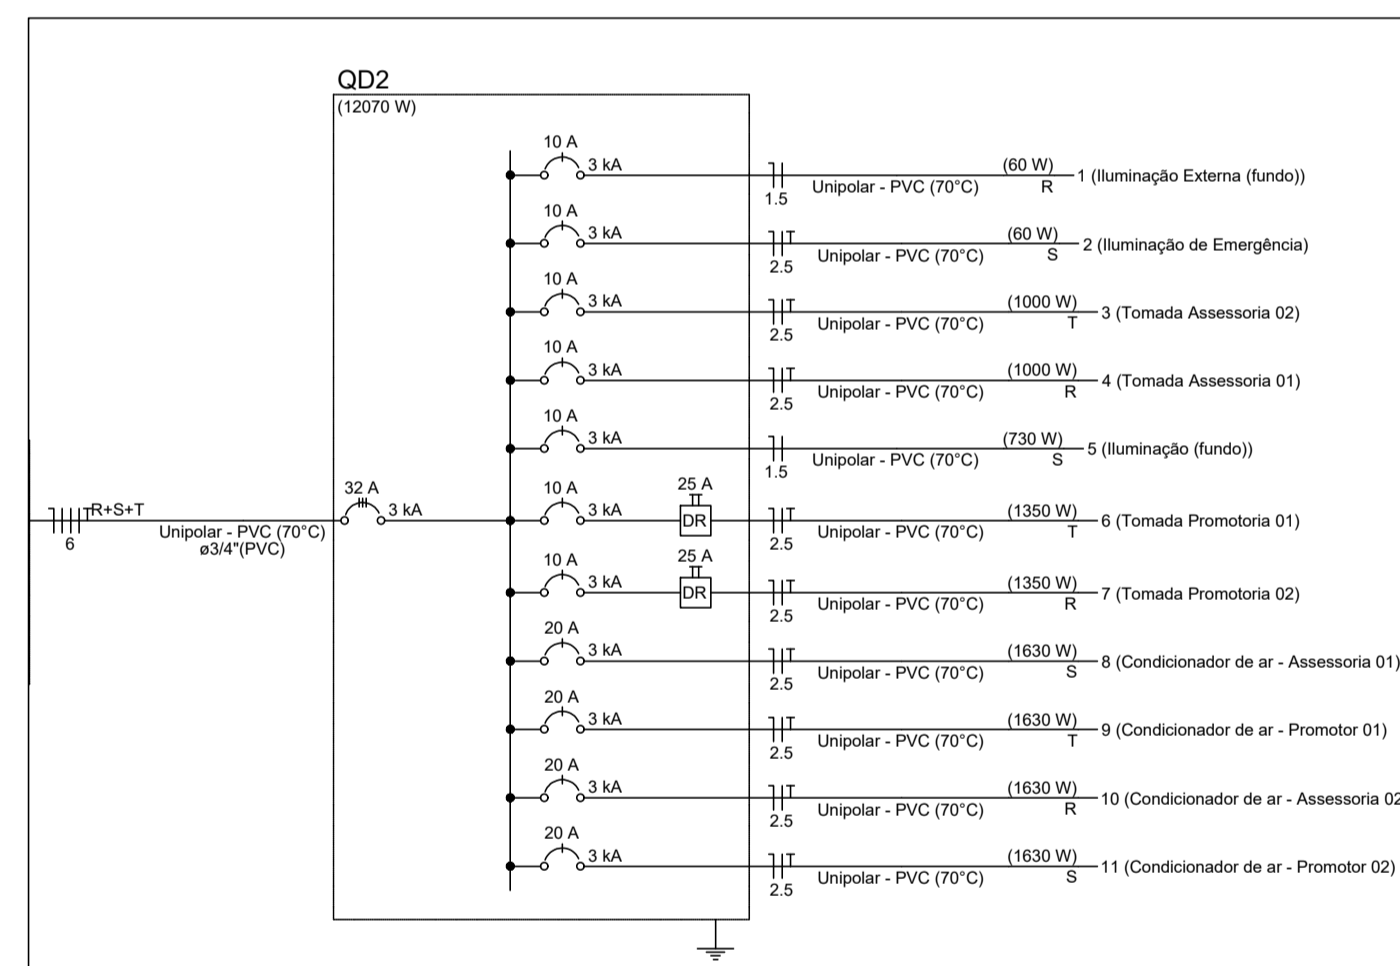 QD2
(12070 W)
10 A
3 kA
1.5
Unipolar - PVC (70°C)
(60 W)
R
1 (Iluminação Externa (fundo))
10 A
3 kA
T
2.5
Unipolar - PVC (70°C)
(60 W)
S
2 (Iluminação de Emergência)
10 A
3 kA
T
2.5
Unipolar - PVC (70°C)
(1000 W)
T
3 (Tomada Assessoria 02)
10 A
3 kA
T
2.5
Unipolar - PVC (70°C)
(1000 W)
R
4 (Tomada Assessoria 01)
10 A
3 kA
1.5
Unipolar - PVC (70°C)
(730 W)
S
5 (Iluminação (fundo))
R+S+T
6
Unipolar - PVC (70°C)
ø3/4"(PVC)
32 A
3 kA
10 A
3 kA
25 A
DR
T
2.5
Unipolar - PVC (70°C)
(1350 W)
T
6 (Tomada Promotoria 01)
10 A
3 kA
25 A
DR
T
2.5
Unipolar - PVC (70°C)
(1350 W)
R
7 (Tomada Promotoria 02)
20 A
3 kA
T
2.5
Unipolar - PVC (70°C)
(1630 W)
S
8 (Condicionador de ar - Assessoria 01)
20 A
3 kA
T
2.5
Unipolar - PVC (70°C)
(1630 W)
T
9 (Condicionador de ar - Promotor 01)
20 A
3 kA
T
2.5
Unipolar - PVC (70°C)
(1630 W)
R
10 (Condicionador de ar - Assessoria 02
20 A
3 kA
T
2.5
Unipolar - PVC (70°C)
(1630 W)
S
11 (Condicionador de ar - Promotor 02)